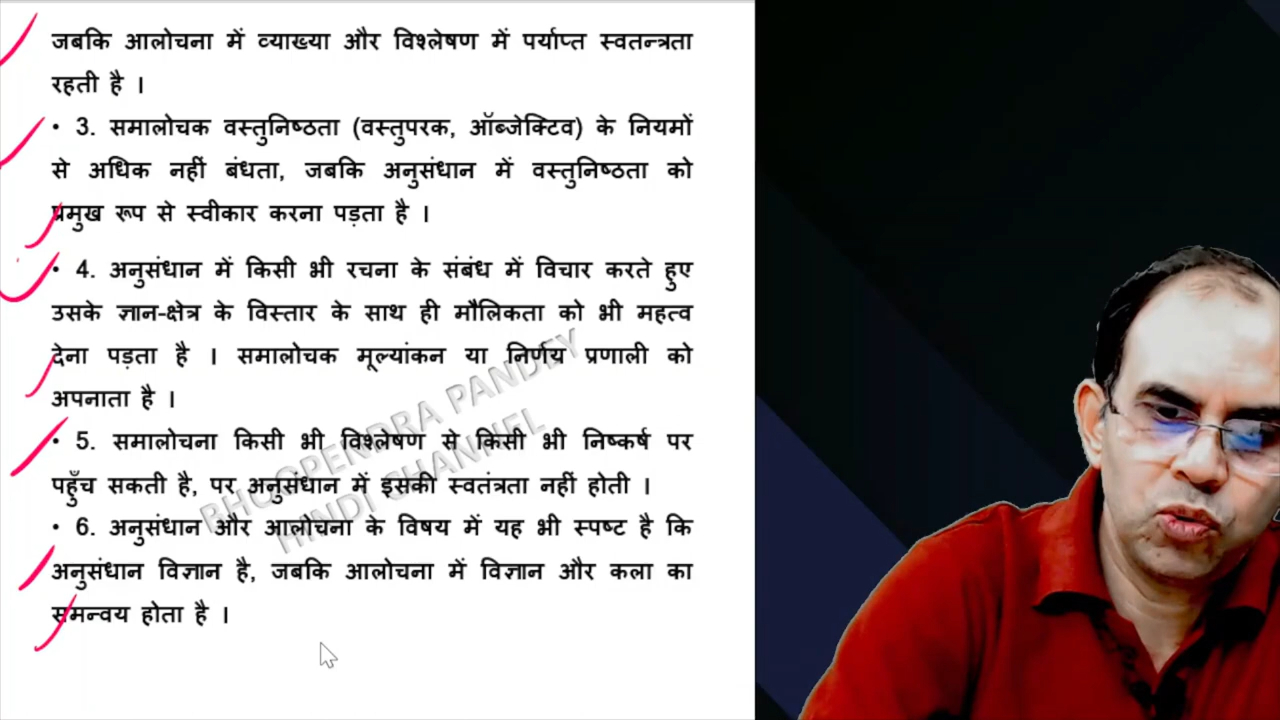 जबकि आलोचना में व्याख्या और विश्लेषण में पर्याप्त स्वतन्त्रता
रहती है ।
• 3. समालोचक वस्तुनिष्ठता (वस्तुपरक, ऑब्जेक्टिव) के नियमों
से अधिक नहीं बंधता, जबकि अनुसंधान में वस्तुनिष्ठता को
प्रमुख रूप से स्वीकार करना पड़ता है ।
• 4. अनुसंधान में किसी भी रचना के संबंध में विचार करते हुए
उसके ज्ञान-क्षेत्र के विस्तार के साथ ही मौलिकता को भी महत्व
देना पड़ता है । समालोचक मूल्यांकन या निर्णय प्रणाली को
अपनाता है ।
• 5. समालोचना किसी भी विश्लेषण से किसी भी निष्कर्ष पर
पहुँच सकती है, पर अनुसंधान में इसकी स्वतंत्रता नहीं होती ।
• 6. अनुसंधान और आलोचना के विषय में यह भी स्पष्ट है कि
अनुसंधान विज्ञान है, जबकि आलोचना में विज्ञान और कला का
समन्वय होता है ।
BHOOPENDRA PANDEY
HINDI CHANNEL